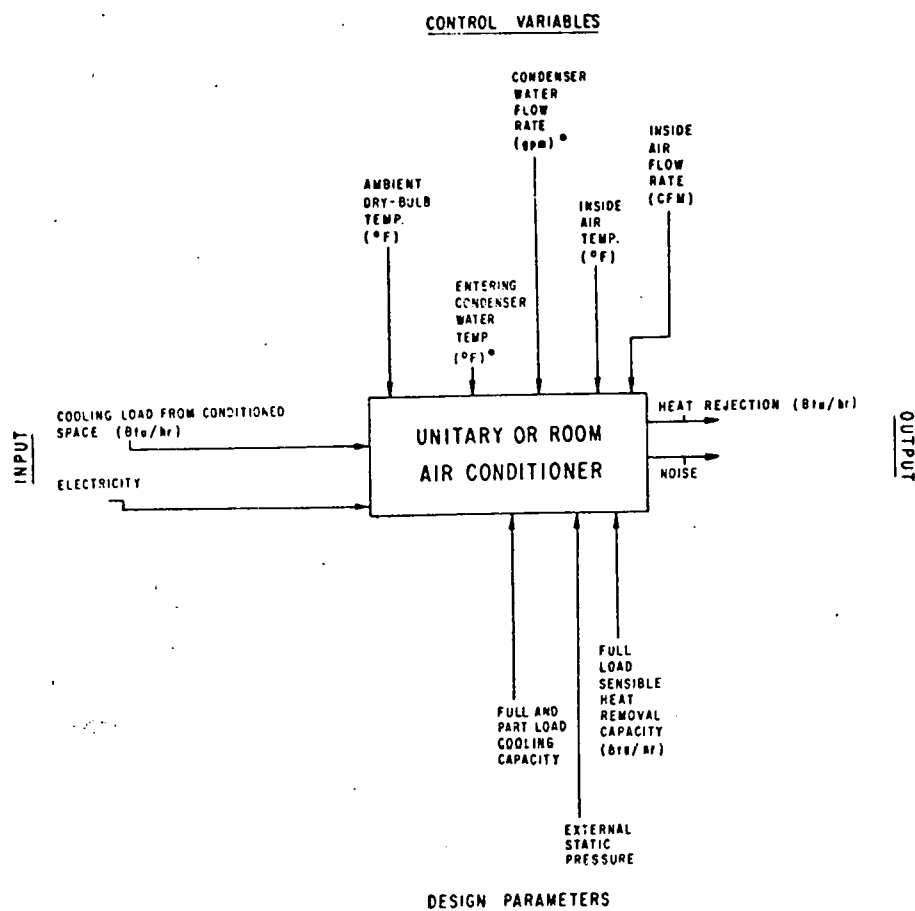 CONTROL VARIABLES
CONDENSER
WATER
FLOW
RATE
(gpm)*
INSIDE
AIR
FLOW
RATE
(CFM)
AMBIENT
DRY-BULB
TEMP.
(°F)
INSIDE
AIR
TEMP.
(°F)
ENTERING
CONDENSER
WATER
TEMP
(°F)*
COOLING LOAD FROM CONDITIONED
SPACE (Btu/hr)
INPUT
ELECTRICITY
UNITARY OR ROOM
AIR CONDITIONER
HEAT REJECTION (Btu/hr)
NOISE
OUTPUT
FULL AND
PART LOAD
COOLING
CAPACITY
FULL
LOAD
SENSIBLE
HEAT
REMOVAL
CAPACITY
(Btu/hr)
EXTERNAL
STATIC
PRESSURE
DESIGN PARAMETERS